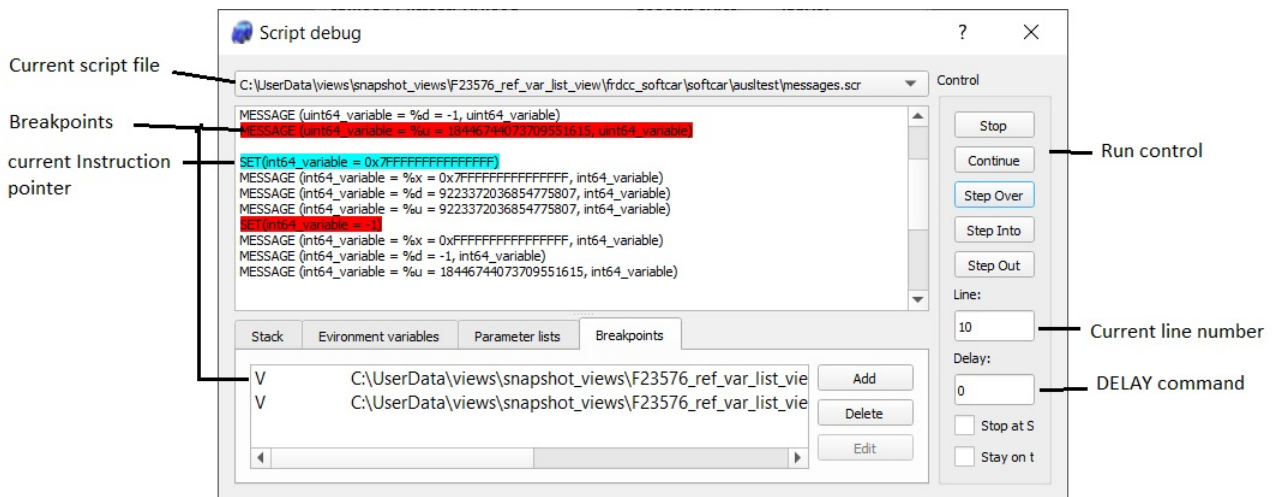 Script debug
?
Current script file
C:\UserData\views\snapshot_views\F23576_ref_var_list_view\frdcc_softcar\softcar\ausltest\messages.scr
Control
MESSAGE (uint64_variable = %d = -1, uint64_variable)
Breakpoints
MESSAGE (uint64_variable = %u = 18446744073709551615, uint64_variable)
Stop
current Instruction
pointer
SET(int64_variable = 0x7FFFFFFFFFFFFFFF)
Continue
Run control
MESSAGE (int64_variable = %x = 0x7FFFFFFFFFFFFFFF, int64_variable)
MESSAGE (int64_variable = %d = 9223372036854775807, int64_variable)
MESSAGE (int64_variable = %u = 9223372036854775807, int64_variable)
Step Over
SET(int64_variable = -1)
Step Into
MESSAGE (int64_variable = %x = 0xFFFFFFFFFFFFFFFF, int64_variable)
MESSAGE (int64_variable = %d = -1, int64_variable)
MESSAGE (int64_variable = %u = 18446744073709551615, int64_variable)
Step Out
Line:
10
Current line number
Stack Evironment variables Parameter lists Breakpoints
Delay:
0
DELAY command
V C:\UserData\views\snapshot_views\F23576_ref_var_list_vie
V C:\UserData\views\snapshot_views\F23576_ref_var_list_vie
Add
Delete
Edit
Stop at S
Stay on t